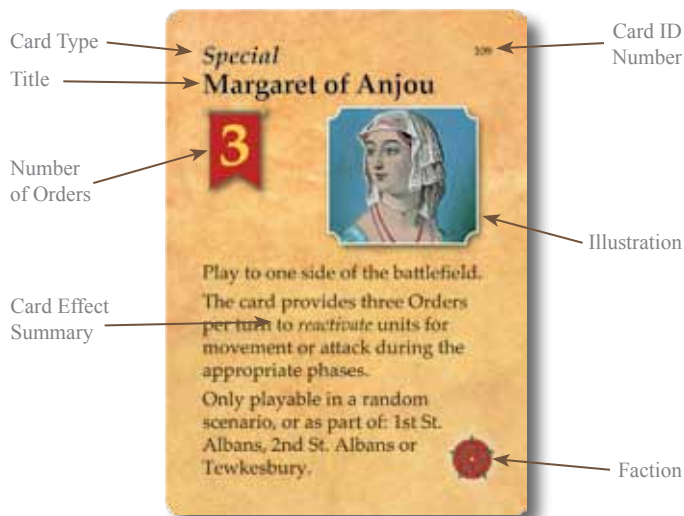 Card Type
Title
Number
of Orders
Card Effect
Summary
Special
Margaret of Anjou
3
Play to one side of the battlefield.
The card provides three Orders
per turn to reactivate units for
movement or attack during the
appropriate phases.
Only playable in a random
scenario, or as part of: 1st St.
Albans, 2nd St. Albans or
Tewkesbury.
Card ID
Number
Illustration
Faction